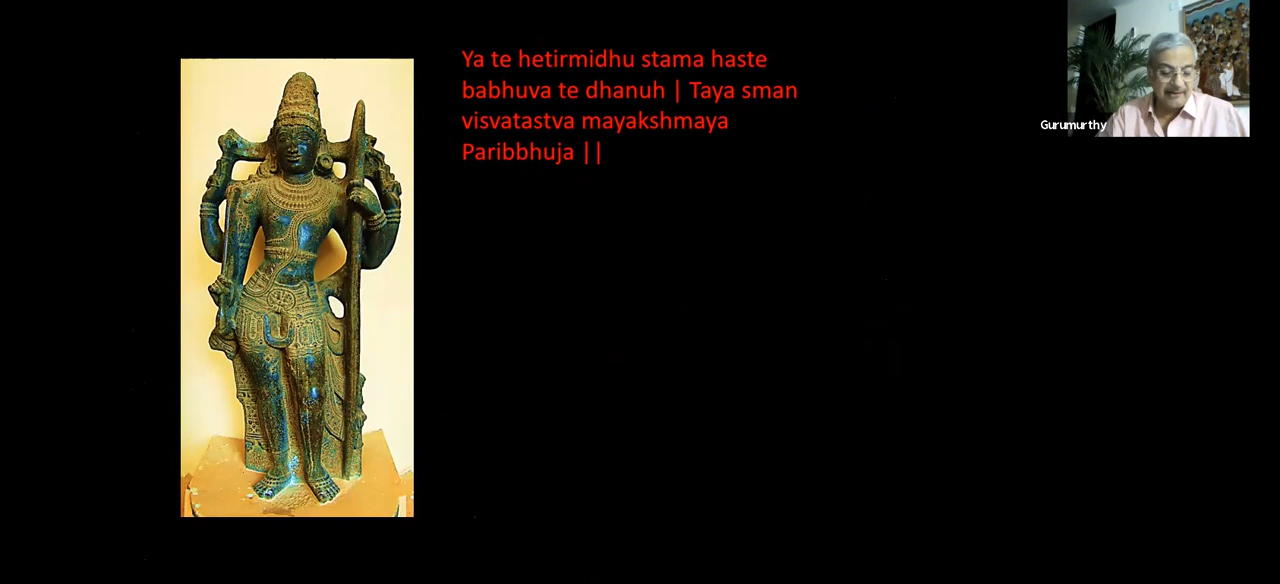 Ya te hetirmidhu stama haste
babhuva te dhanuh | Taya sman
visvatastva mayakshmaya
Paribbhuja ||
Gurumurthy